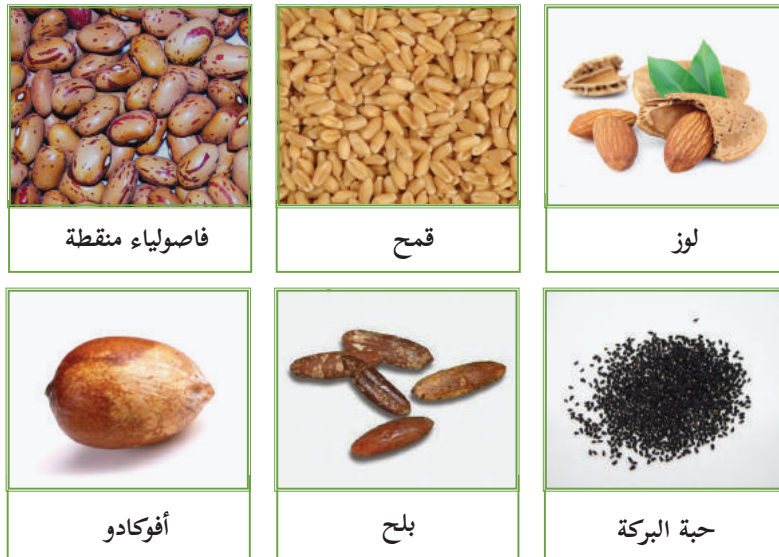 لوز
قمح
فاصولياء منقطة
حبة البركة
بلح
أفوكادو